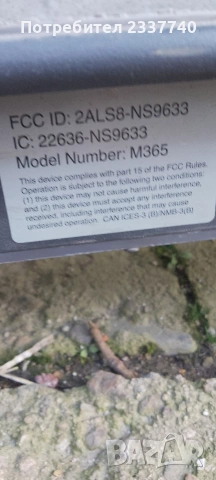 Потребител 2337740
FCC ID: 2ALS8-NS9633
IC: 22636-NS9633
Model Number: M365
This device complies with part 15 of the FCC Rules.
Operation is subject to the following two conditions:
(1) this device may not cause harmful interference,
and (2) this device must accept any interference
received, including interference that may cause
undesired operation. CAN ICES-3 (B)/NMB-3(B)
bazar